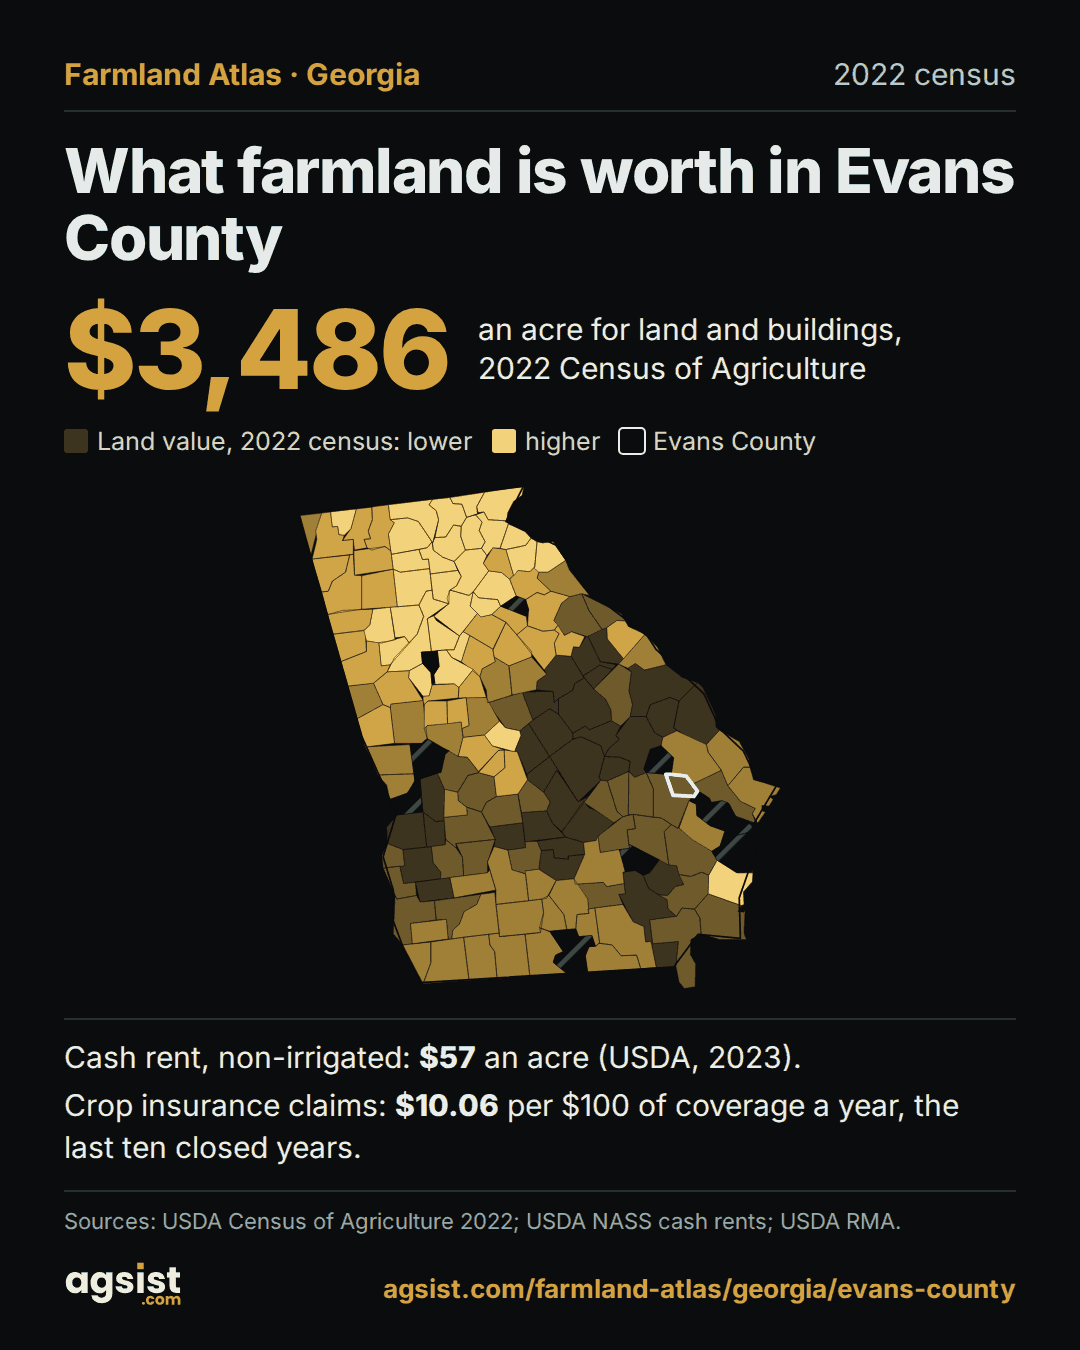 Farmland Atlas · Georgia
2022 census
What farmland is worth in Evans
County
$3,486
an acre for land and buildings,
2022 Census of Agriculture
Land value, 2022 census: lower
higher
Evans County
Cash rent, non-irrigated: $57 an acre (USDA, 2023).
Crop insurance claims: $10.06 per $100 of coverage a year, the
last ten closed years.
Sources: USDA Census of Agriculture 2022; USDA NASS cash rents; USDA RMA.
agsist
.com
agsist.com/farmland-atlas/georgia/evans-county